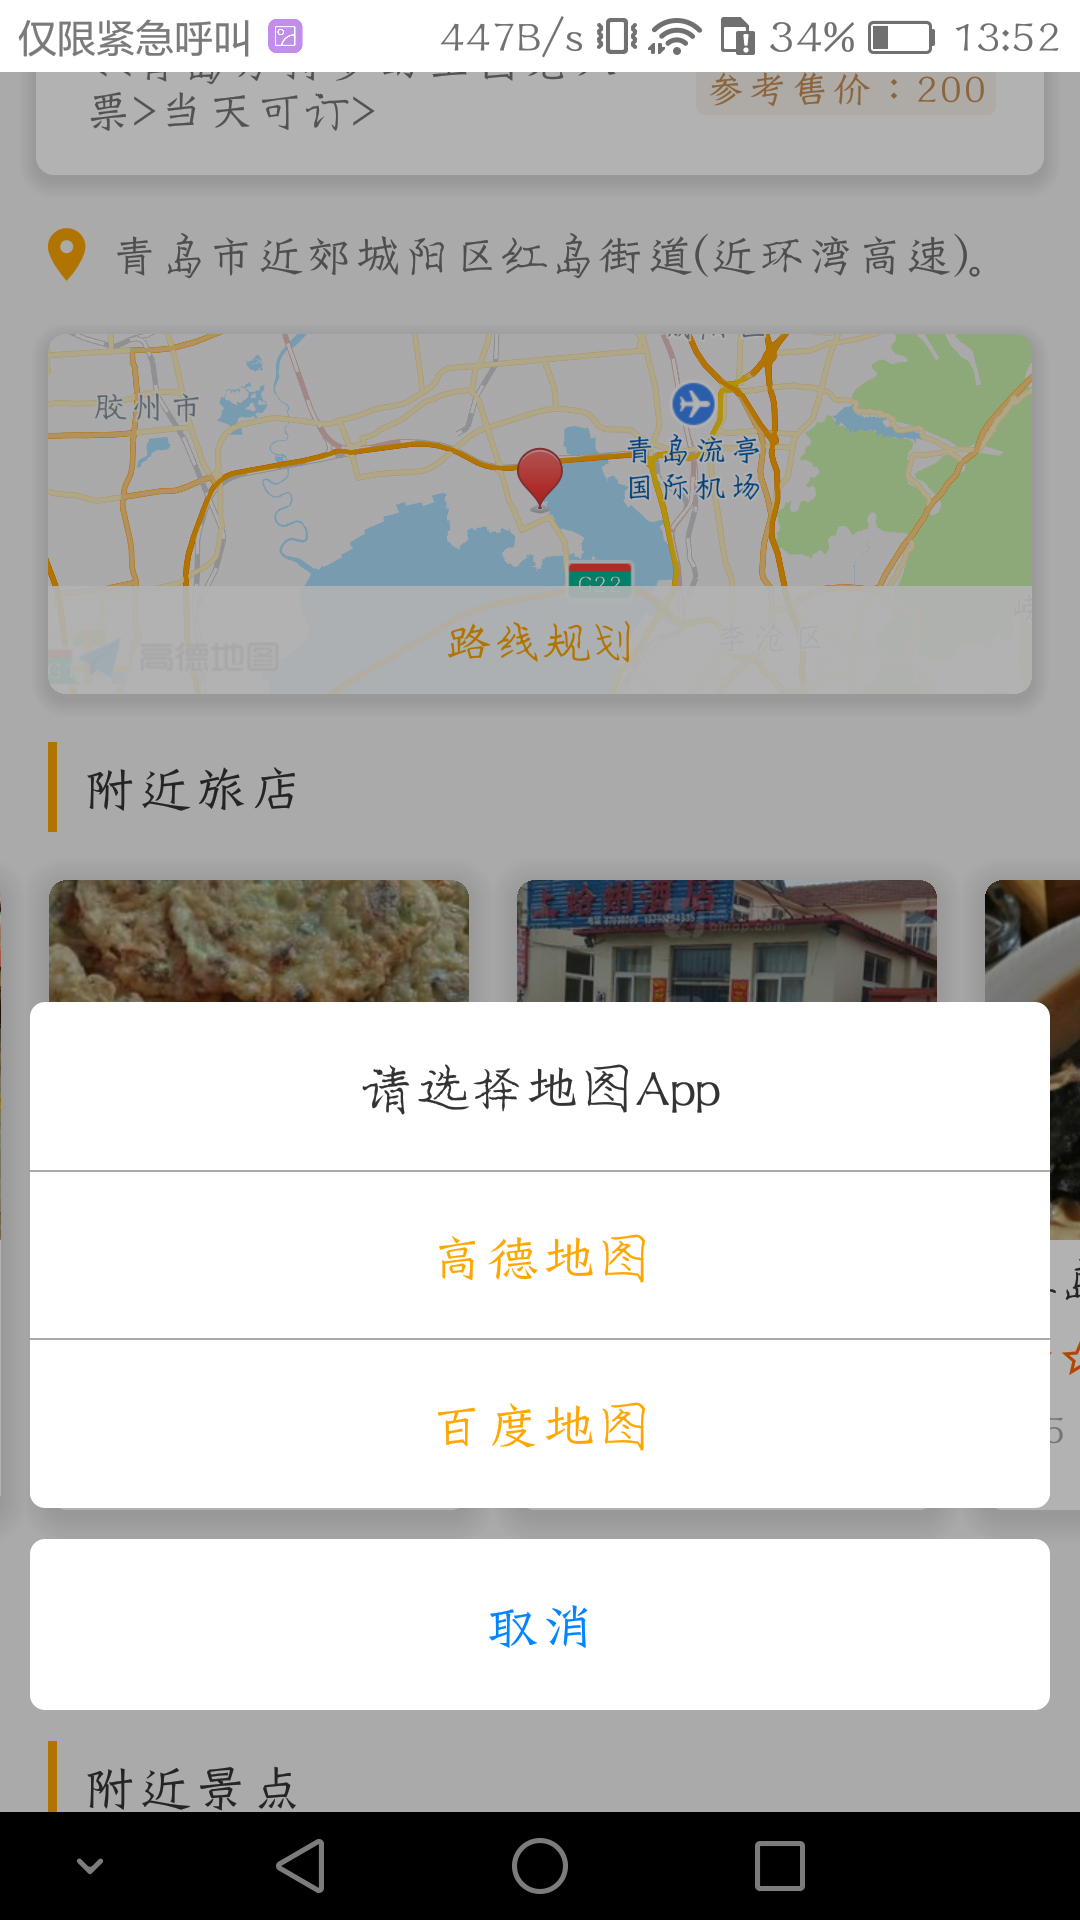 仅限紧急呼叫 447B/s 34% 13:52
参考售价：200
票>当天可订>
青岛市近郊城阳区红岛街道(近环湾高速)。
胶州市
青岛流亭
国际机场
G22
李沧区
高德地图
路线规划
附近旅店
请选择地图App
高德地图
百度地图
取消
附近景点